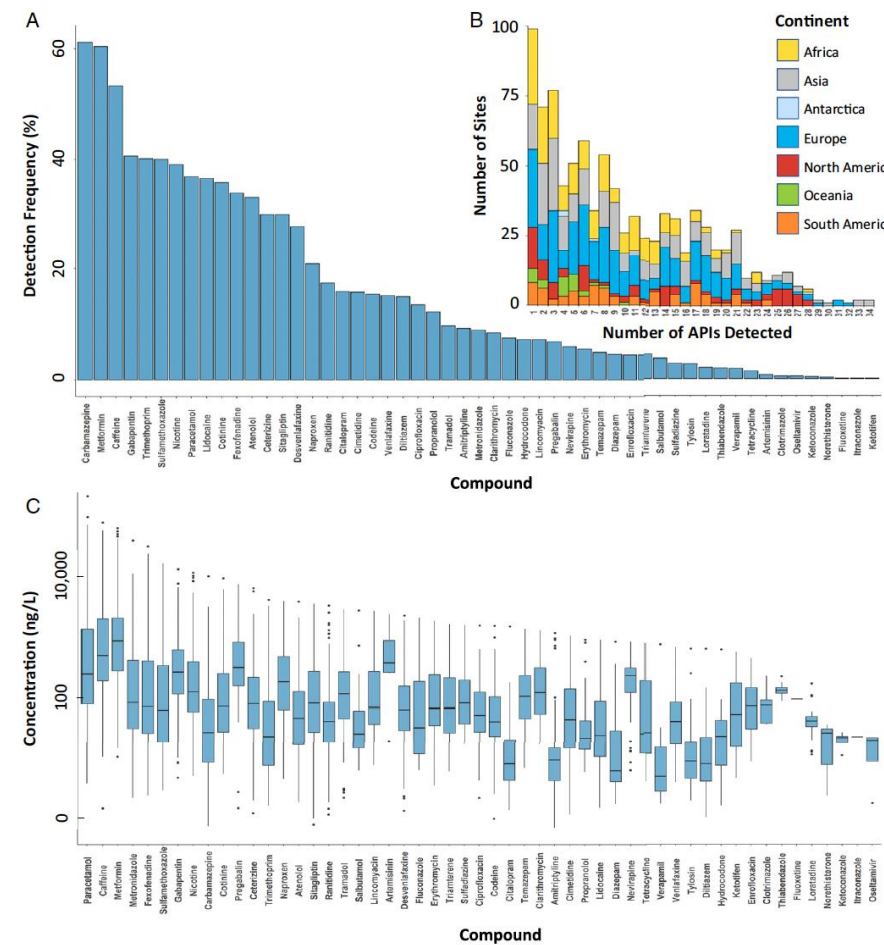 A
Detection Frequency (%)
60
40
20
0
Carbamazepine
Metformin
Caffeine
Gabapentin
Trimethoprim
Sulfamethoxazole
Nicotine
Paracetamol
Lidocaine
Cotinine
Fexofenadine
Atenolol
Ceterizine
Sitagliptin
Desvenlafaxine
Naproxen
Ranitidine
Citalopram
Cimetidine
Codeine
Venlafaxine
Diltiazem
Ciprofloxacin
Propranolol
Tramadol
Amitriptyline
Metronidazole
Clarithromycin
Fluconazole
Hydrocodone
Lincomycin
Pregabalin
Nevirapine
Erythromycin
Temazepam
Diazepam
Enrofloxacin
Salbutamol
Sulfadiazine
Tylosin
Loratadine
Thiabendazole
Verapamil
Tetracycline
Clotrimazole
Oseltamivir
Ketoconazole
Norethisterone
Fluoxetine
Itraconazole
Ketotifen
Compound
B
Number of Sites
100
75
50
25
0
1 2 3 4 5 6 7 8 9 10 11 12 13 14 15 16 17 18 19 20 21 22 23 24 25 26 27 28 29 30 31 32 33 34
Number of APIs Detected
Continent
Africa
Asia
Antarctica
Europe
North Americ
Oceania
South Americ
C
Concentration (ng/L)
10,000
100
0
Paracetamol
Caffeine
Metformin
Metronidazole
Fexofenadine
Sulfamethoxazole
Gabapentin
Nicotine
Carbamazepine
Cotinine
Pregabalin
Ceterizine
Trimethoprim
Naproxen
Atenolol
Sitagliptin
Ranitidine
Tramadol
Salbutamol
Lincomycin
Artemisinin
Desvenlafaxine
Fluconazole
Erythromycin
Sulfadiazine
Ciprofloxacin
Codeine
Citalopram
Temazepam
Clarithromycin
Amitriptyline
Cimetidine
Propranolol
Lidocaine
Diazepam
Nevirapine
Tetracycline
Verapamil
Venlafaxine
Tylosin
Diltiazem
Hydrocodone
Ketotifen
Enrofloxacin
Clotrimazole
Thiabendazole
Fluoxetine
Loratadine
Norethisterone
Ketoconazole
Itraconazole
Oseltamivir
Compound